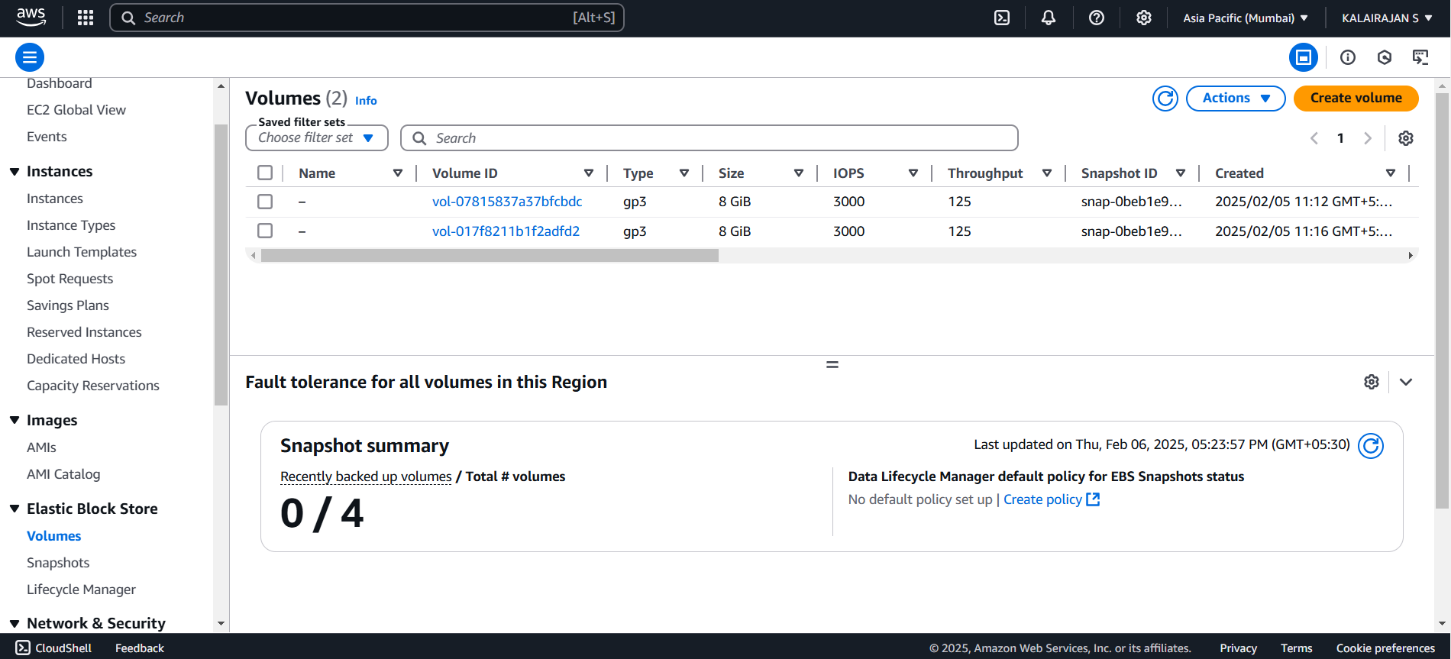 aws
Search [Alt+S]
Asia Pacific (Mumbai) KALAIRAJAN S
Dashboard
EC2 Global View
Events
Instances
Instances
Instance Types
Launch Templates
Spot Requests
Savings Plans
Reserved Instances
Dedicated Hosts
Capacity Reservations
Images
AMIs
AMI Catalog
Elastic Block Store
Volumes
Snapshots
Lifecycle Manager
Network & Security
Volumes (2) Info
Actions Create volume
Saved filter sets
Choose filter set Search
1
Name Volume ID Type Size IOPS Throughput Snapshot ID Created
– vol-07815837a37bfcbdc gp3 8 GiB 3000 125 snap-0beb1e9... 2025/02/05 11:12 GMT+5:...
– vol-017f8211b1f2adfd2 gp3 8 GiB 3000 125 snap-0beb1e9... 2025/02/05 11:16 GMT+5:...
Fault tolerance for all volumes in this Region
Snapshot summary
Last updated on Thu, Feb 06, 2025, 05:23:57 PM (GMT+05:30)
Recently backed up volumes / Total # volumes
0 / 4
Data Lifecycle Manager default policy for EBS Snapshots status
No default policy set up | Create policy
CloudShell Feedback © 2025, Amazon Web Services, Inc. or its affiliates. Privacy Terms Cookie preferences